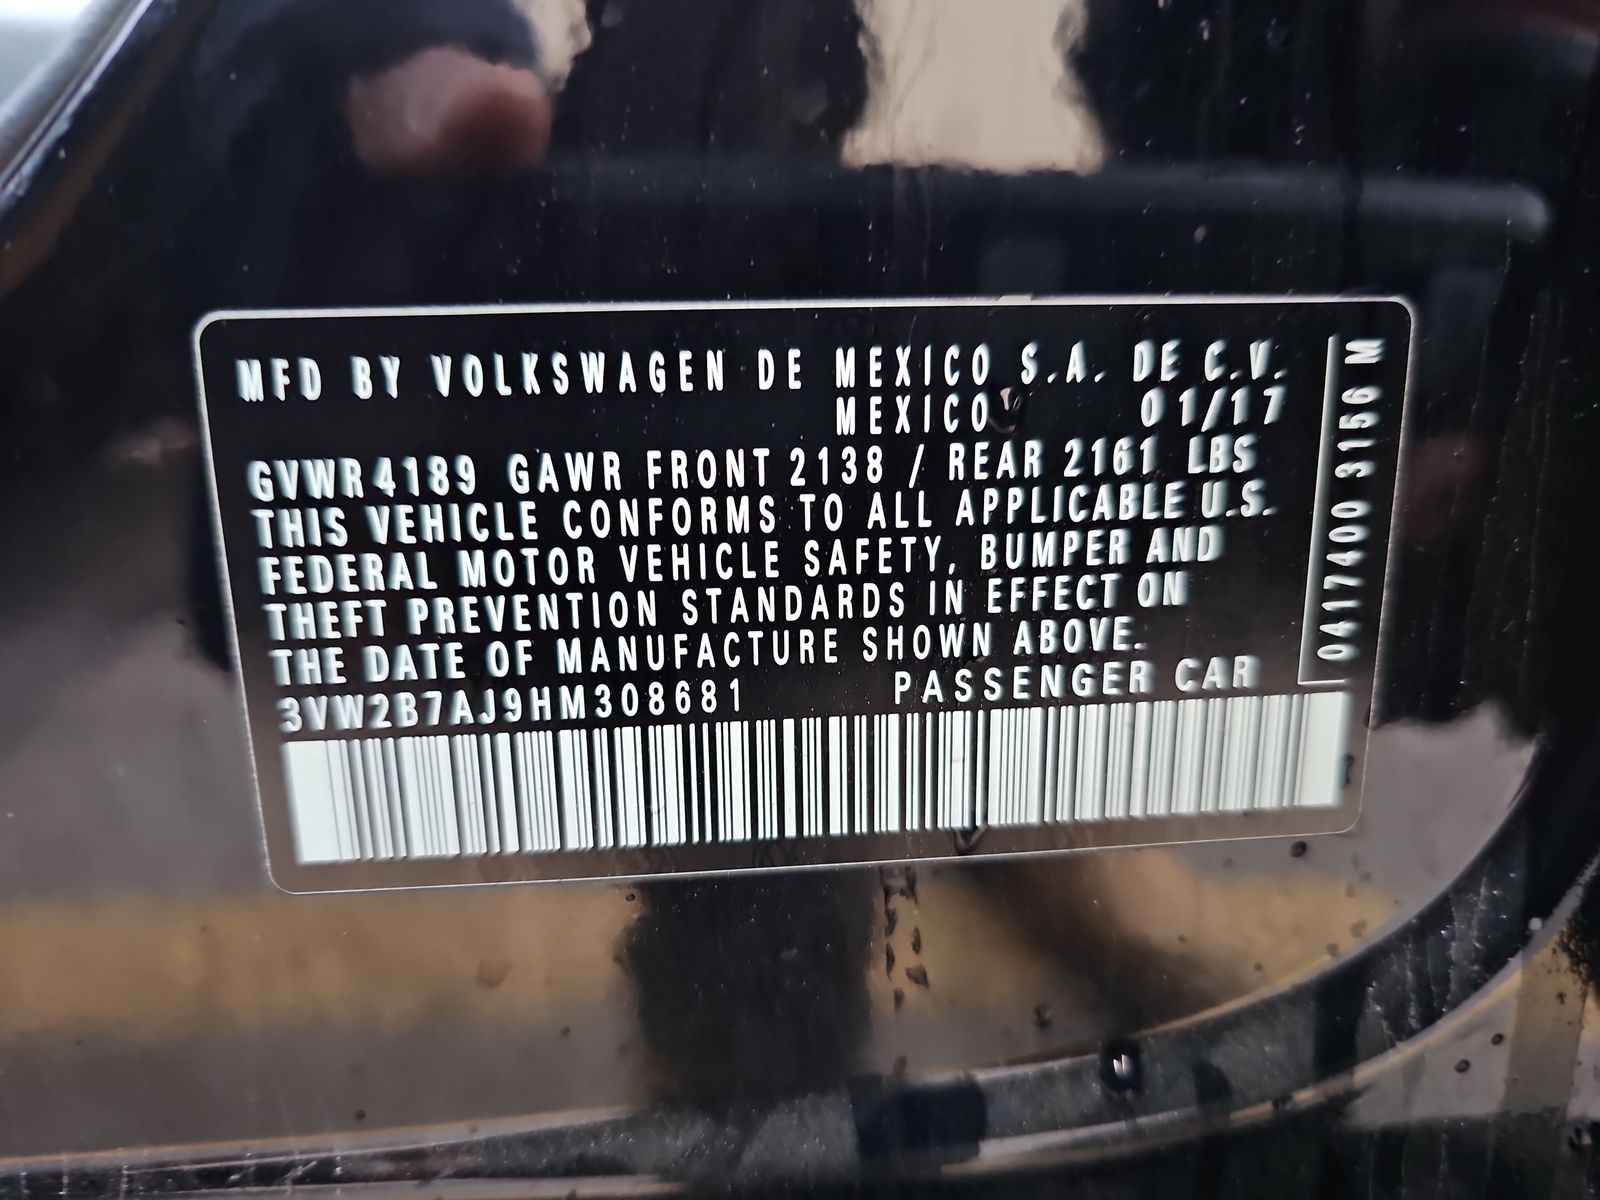 MFD BY VOLKSWAGEN DE MEXICO S.A. DE C.V.
MEXICO 01/17
GVWR 4189 GAWR FRONT 2138 / REAR 2161 LBS
THIS VEHICLE CONFORMS TO ALL APPLICABLE U.S.
FEDERAL MOTOR VEHICLE SAFETY, BUMPER AND
THEFT PREVENTION STANDARDS IN EFFECT ON
THE DATE OF MANUFACTURE SHOWN ABOVE.
3VW2B7AJ9HM308681 PASSENGER CAR
0417400 3156 M